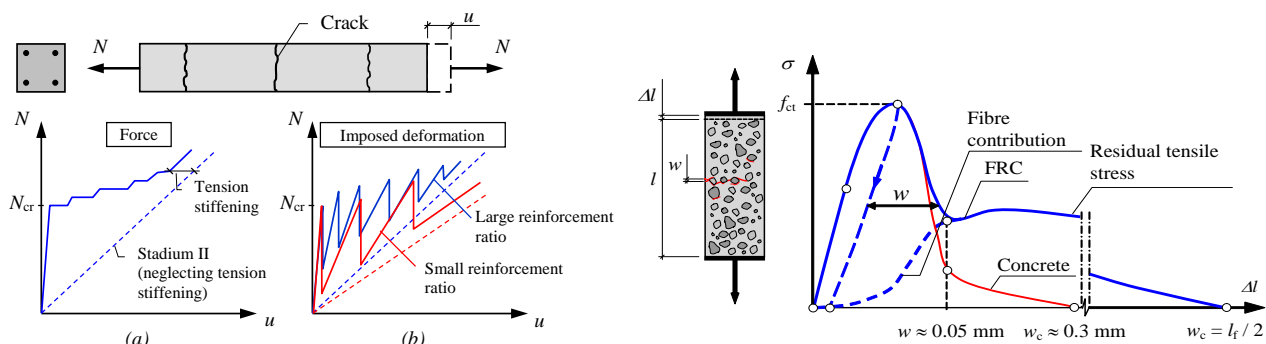 Crack
u
N
N
N
Force
N
Imposed deformation
N_cr
Tension
stiffening
Stadium II
(neglecting tension
stiffening)
u
(a)
N_cr
Large reinforcement
ratio
Small reinforcement
ratio
u
(b)
Δl
w
l
σ
f_ct
Fibre
contribution
FRC
Residual tensile
stress
w
Concrete
Δl
w ≈ 0.05 mm
w_c ≈ 0.3 mm
w_c = l_f / 2